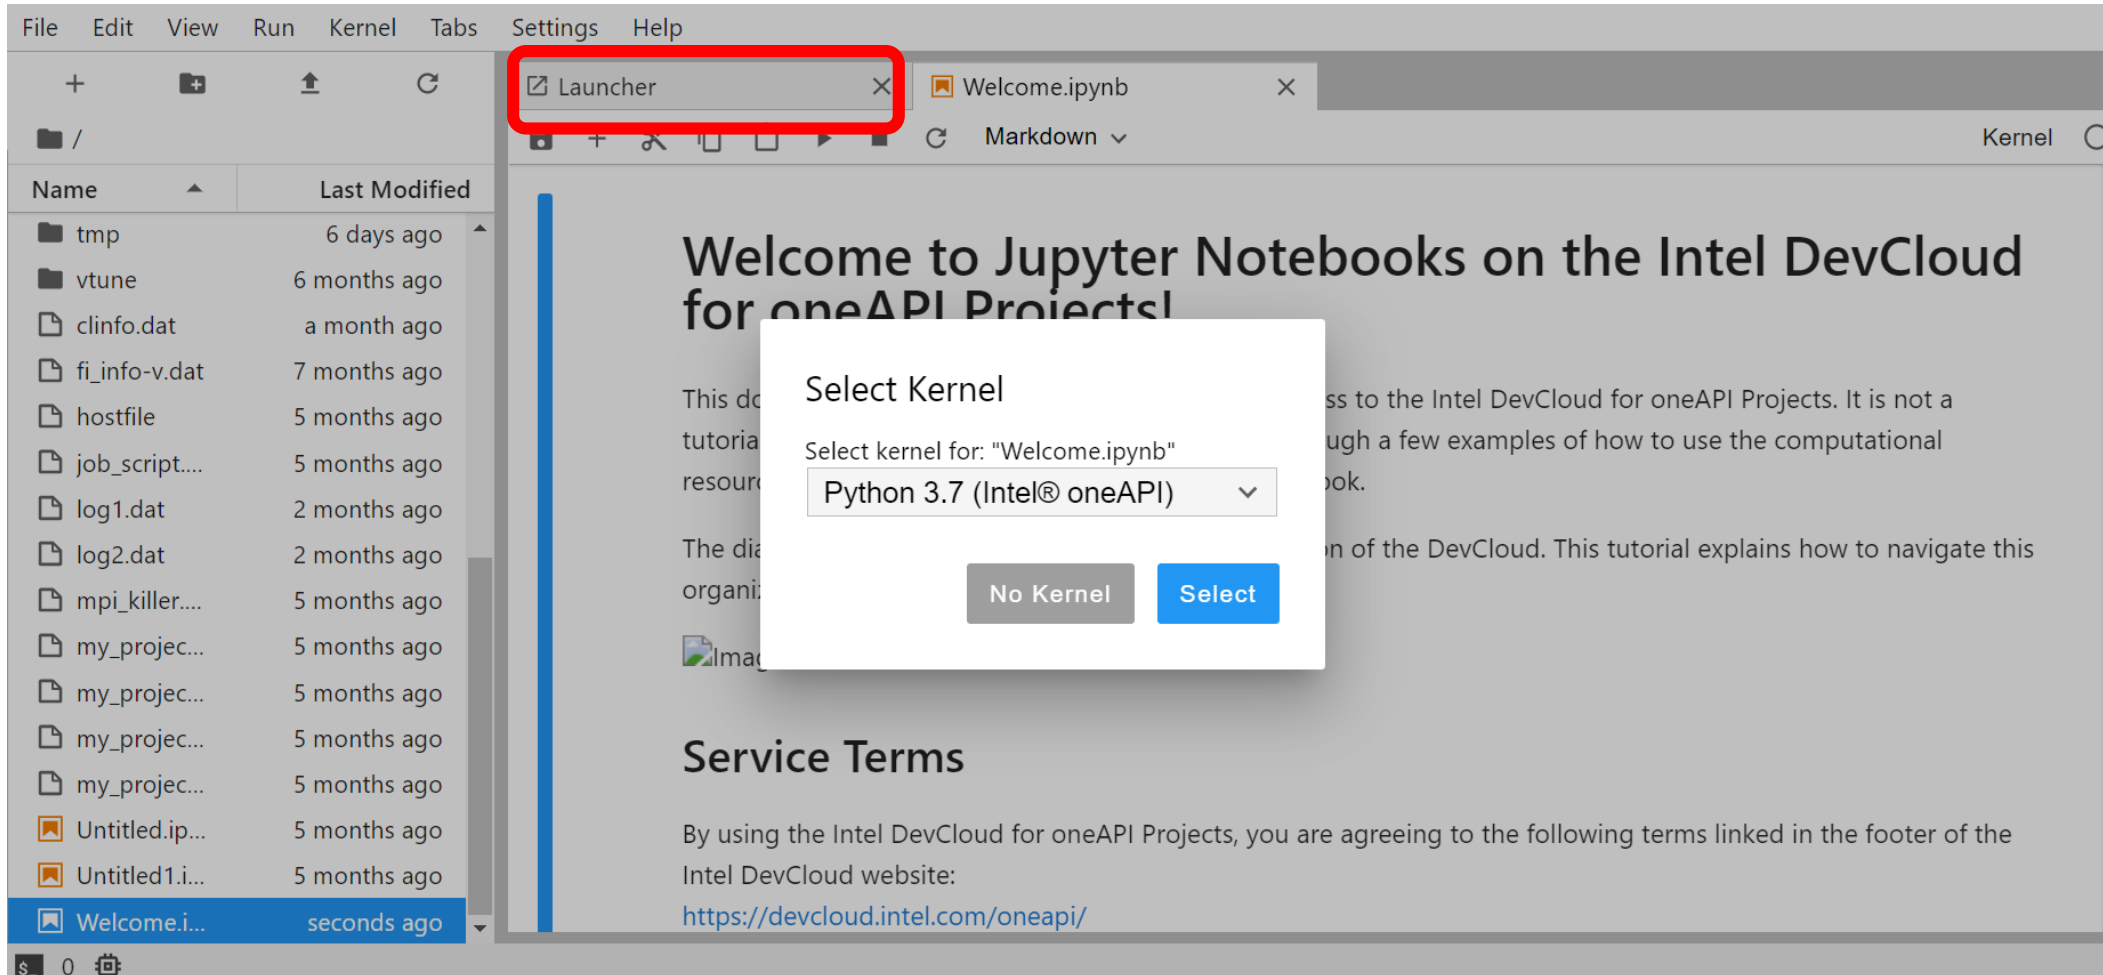 File Edit View Run Kernel Tabs Settings Help
Launcher
Welcome.ipynb
/
Markdown
Kernel
Name Last Modified
tmp 6 days ago
vtune 6 months ago
clinfo.dat a month ago
fi_info-v.dat 7 months ago
hostfile 5 months ago
job_script.... 5 months ago
log1.dat 2 months ago
log2.dat 2 months ago
mpi_killer.... 5 months ago
my_projec... 5 months ago
my_projec... 5 months ago
my_projec... 5 months ago
my_projec... 5 months ago
Untitled.ip... 5 months ago
Untitled1.i... 5 months ago
Welcome.i... seconds ago
$_ 0
Welcome to Jupyter Notebooks on the Intel DevCloud
for oneAPI Projects!
This do ss to the Intel DevCloud for oneAPI Projects. It is not a
tutoria ugh a few examples of how to use the computational
resour ook.
The dia n of the DevCloud. This tutorial explains how to navigate this
organi
Imag
Select Kernel
Select kernel for: "Welcome.ipynb"
Python 3.7 (Intel® oneAPI)
No Kernel Select
Service Terms
By using the Intel DevCloud for oneAPI Projects, you are agreeing to the following terms linked in the footer of the
Intel DevCloud website:
https://devcloud.intel.com/oneapi/